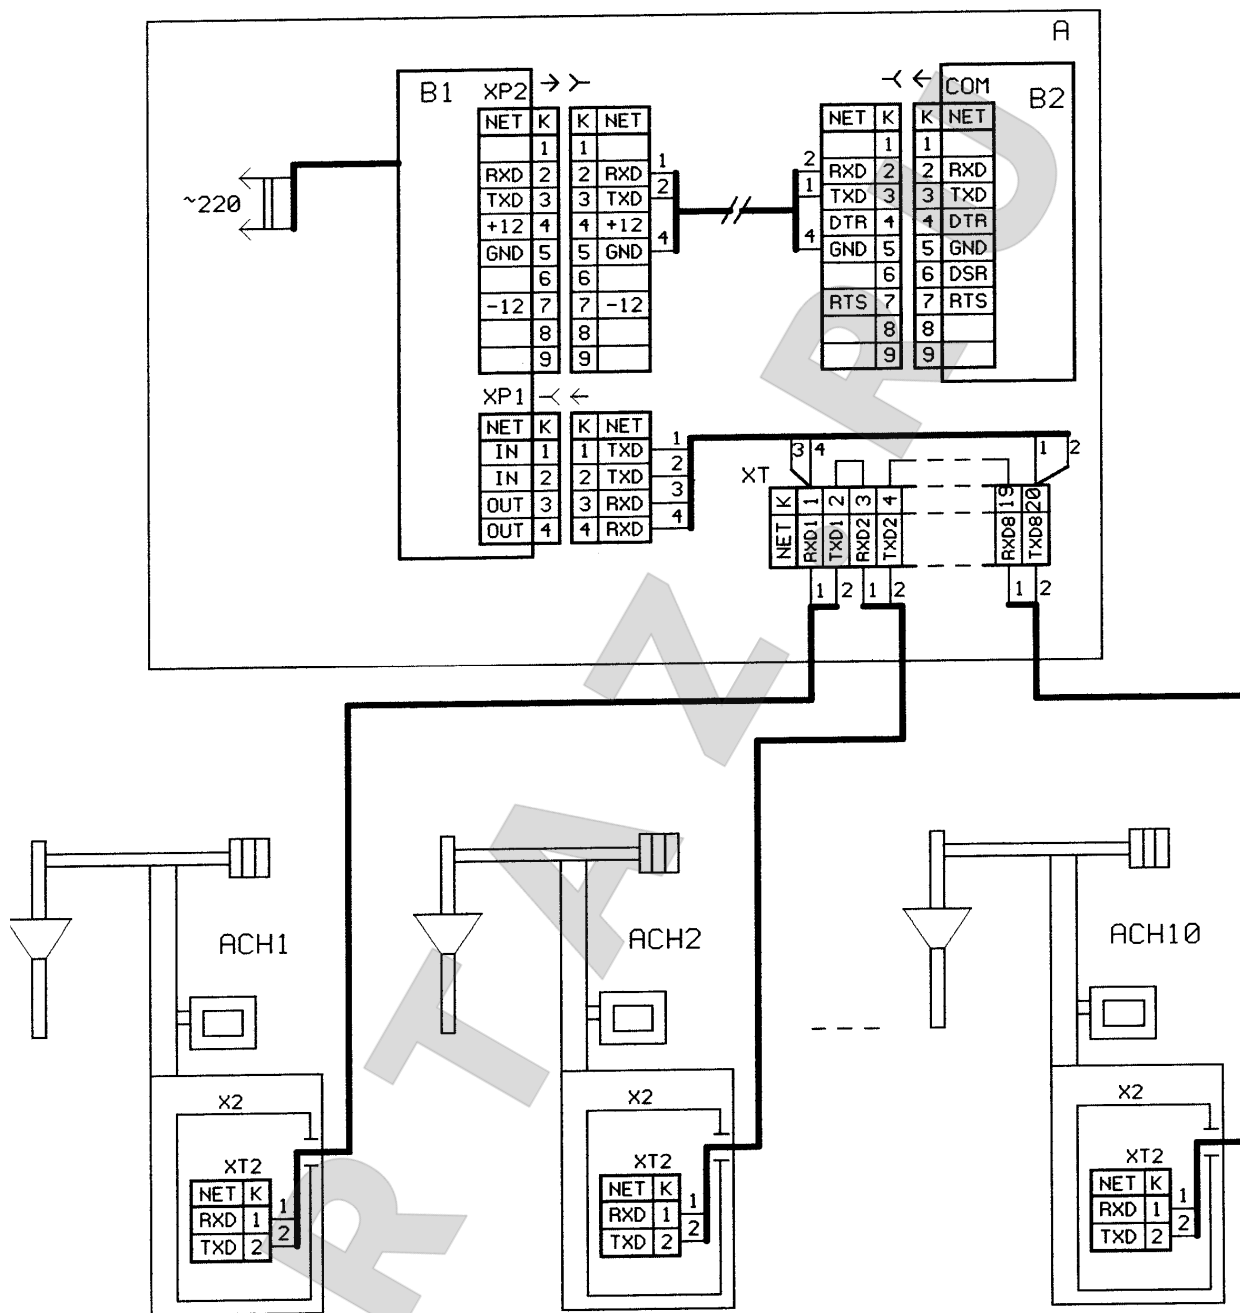 A
B1 XP2
COM
B2
NET K K NET
NET K K NET
1 1
1 1
RXD 2 2 RXD 1
2 RXD 2 2 RXD
TXD 3 3 TXD 2
1 TXD 3 3 TXD
+12 4 4 +12
DTR 4 4 DTR
GND 5 5 GND 4
4 GND 5 5 GND
6 6
6 6 DSR
-12 7 7 -12
RTS 7 7 RTS
8 8
8 8
9 9
9 9
~220
XP1
NET K K NET
IN 1 1 TXD 1
IN 2 2 TXD 2
OUT 3 3 RXD 3
OUT 4 4 RXD 4
3 4
1 2
XT
K 1 2 3 4 19 20
NET RXD1 TXD1 RXD2 TXD2 RXD8 TXD8
1 2 1 2 1 2
ACH1
ACH2
ACH10
X2
X2
X2
XT2
XT2
XT2
NET K
RXD 1 1
TXD 2 2
NET K
RXD 1 1
TXD 2 2
NET K
RXD 1 1
TXD 2 2
RTAZ.RU